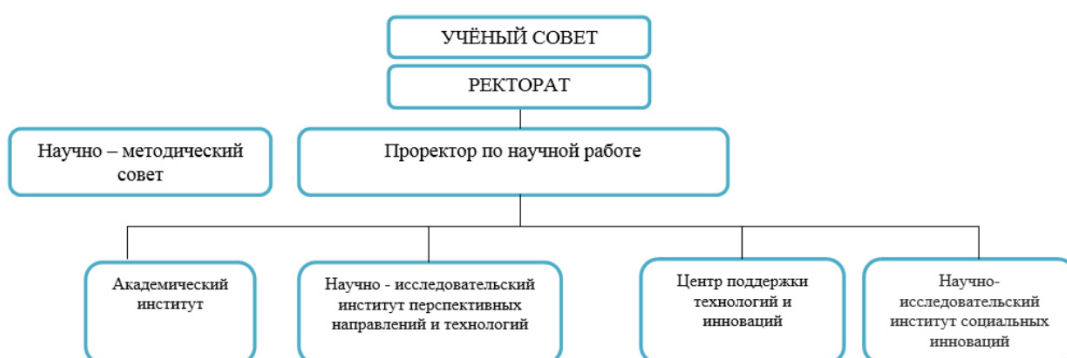 УЧЁНЫЙ СОВЕТ
РЕКТОРАТ
Научно – методический
совет
Проректор по научной работе
Академический
институт
Научно - исследовательский
институт перспективных
направлений и технологий
Центр поддержки
технологий и
инноваций
Научно-
исследовательский
институт социальных
инноваций